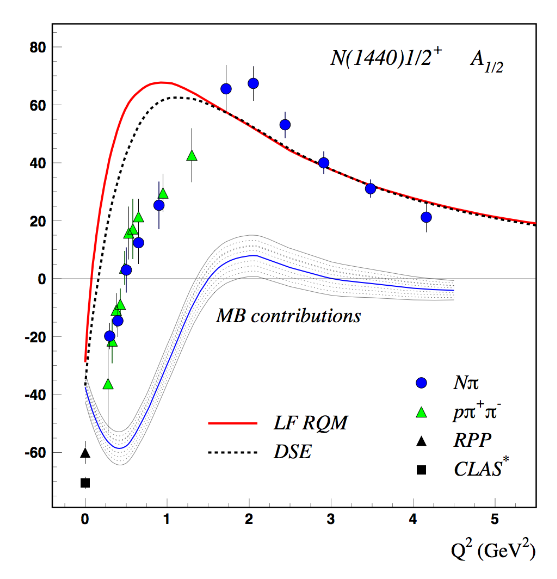 N(1440)1/2+ A1/2
80
60
40
20
0
-20
-40
-60
MB contributions
LF RQM
DSE
Nπ
pπ+π-
RPP
CLAS*
0 1 2 3 4 5
Q2 (GeV2)